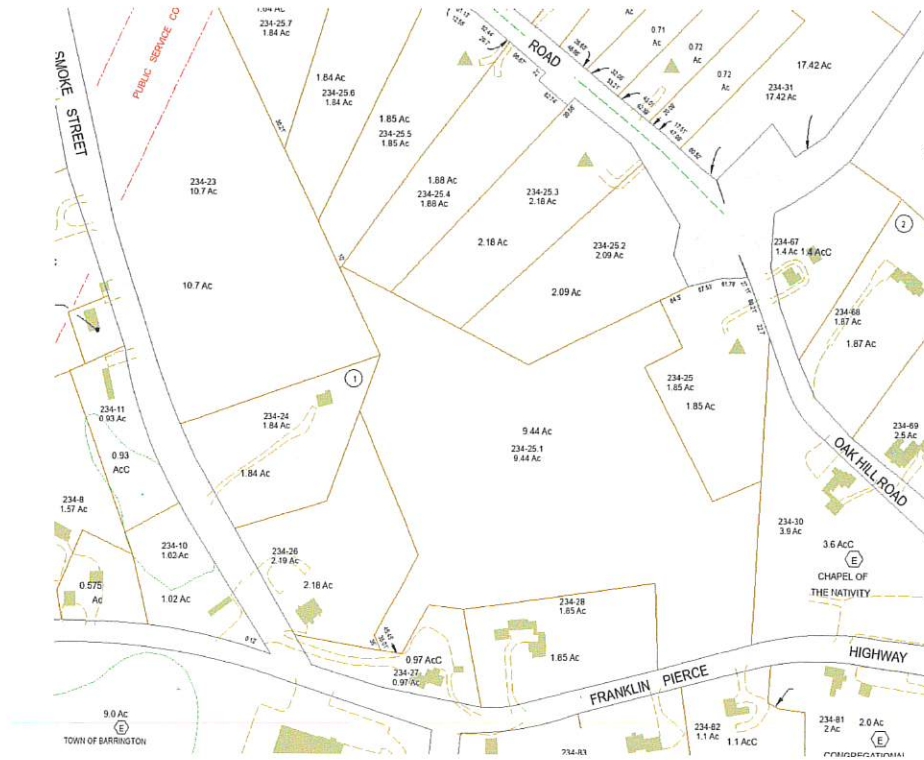 1.84 Ac
234-25.7
1.84 Ac
PUBLIC SERVICE CO
SMOKE STREET
1.84 Ac
234-25.6
1.84 Ac
36.21'
1.85 Ac
234-25.5
1.85 Ac
ROAD
Ac
0.71
Ac
0.72
Ac
0.72
Ac
17.42 Ac
234-31
17.42 Ac
234-23
10.7 Ac
10.7 Ac
1.88 Ac
234-25.4
1.88 Ac
234-25.3
2.18 Ac
2.18 Ac
234-25.2
2.09 Ac
2.09 Ac
234-67
1.4 Ac
1.4 AcC
2
234-68
1.87 Ac
1.87 Ac
1
234-24
1.84 Ac
1.84 Ac
234-11
0.93 Ac
0.93
AcC
234-25
1.85 Ac
1.85 Ac
9.44 Ac
234-25.1
9.44 Ac
234-69
2.5 Ac
OAK HILL ROAD
234-8
1.57 Ac
234-10
1.02 Ac
1.02 Ac
0.575
Ac
234-26
2.19 Ac
2.18 Ac
234-30
3.9 Ac
3.6 AcC
E
CHAPEL OF
THE NATIVITY
234-28
1.65 Ac
1.65 Ac
0.97 AcC
234-27
0.97 Ac
FRANKLIN PIERCE
HIGHWAY
9.0 Ac
E
TOWN OF BARRINGTON
234-82
1.1 Ac
1.1 AcC
234-81
2 Ac
2.0 Ac
E
234-83
CONGREGATIONAL